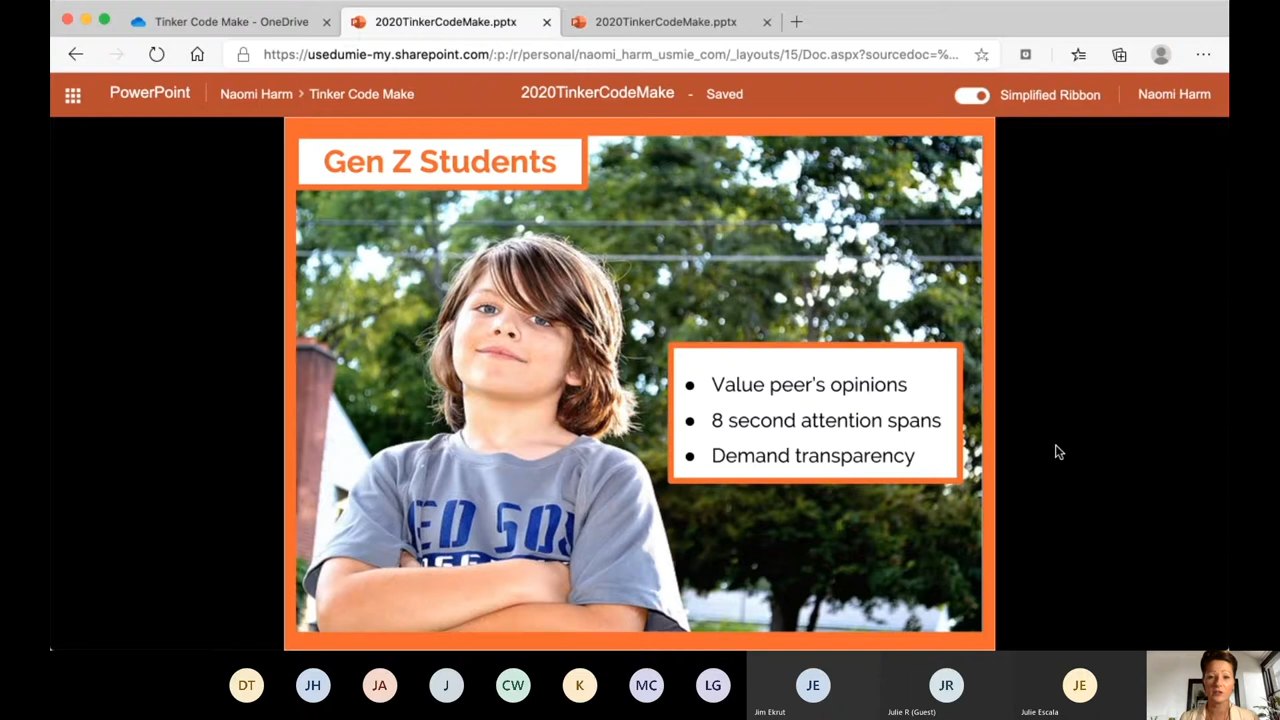 Tinker Code Make - OneDrive
2020TinkerCodeMake.pptx
2020TinkerCodeMake.pptx
https://usedumie-my.sharepoint.com/:p:/r/personal/naomi_harm_usmie_com/_layouts/15/Doc.aspx?sourcedoc=%...
PowerPoint
Naomi Harm > Tinker Code Make
2020TinkerCodeMake - Saved
Simplified Ribbon
Naomi Harm
Gen Z Students
• Value peer's opinions
• 8 second attention spans
• Demand transparency
ED SO
DT
JH
JA
J
CW
K
MC
LG
JE
JR
JE
Jim Ekrut
Julie R (Guest)
Julie Escala